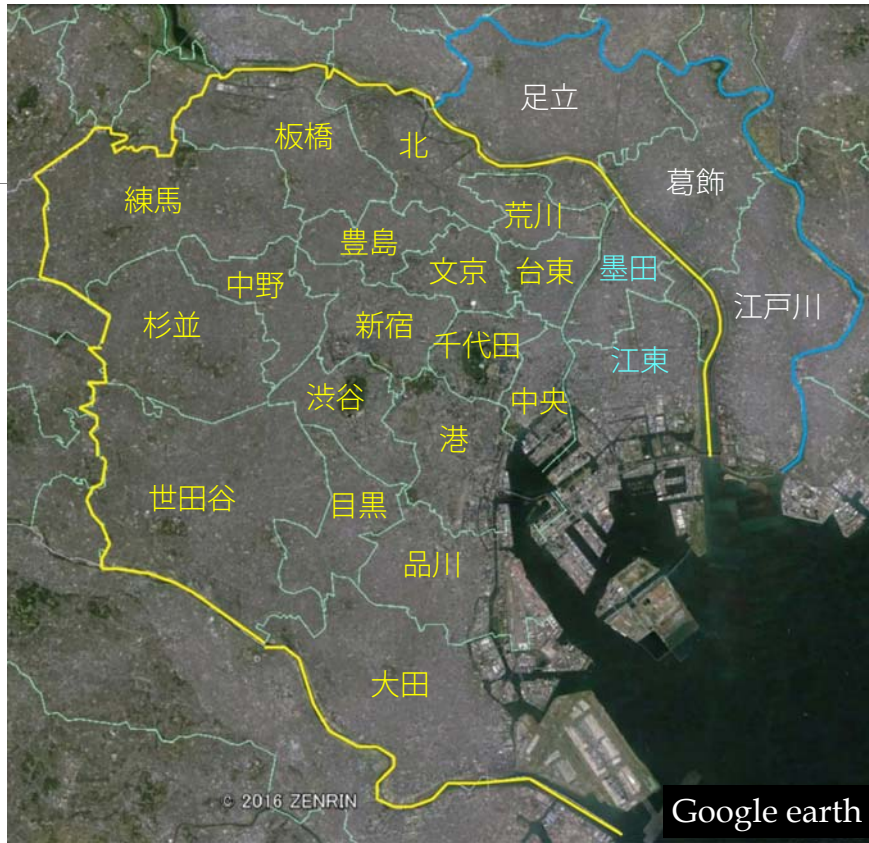 足立
板橋
北
葛飾
練馬
荒川
豊島
文京
台東
墨田
中野
江戸川
杉並
新宿
千代田
江東
渋谷
中央
港
世田谷
目黒
品川
大田
© 2016 ZENRIN
Google earth